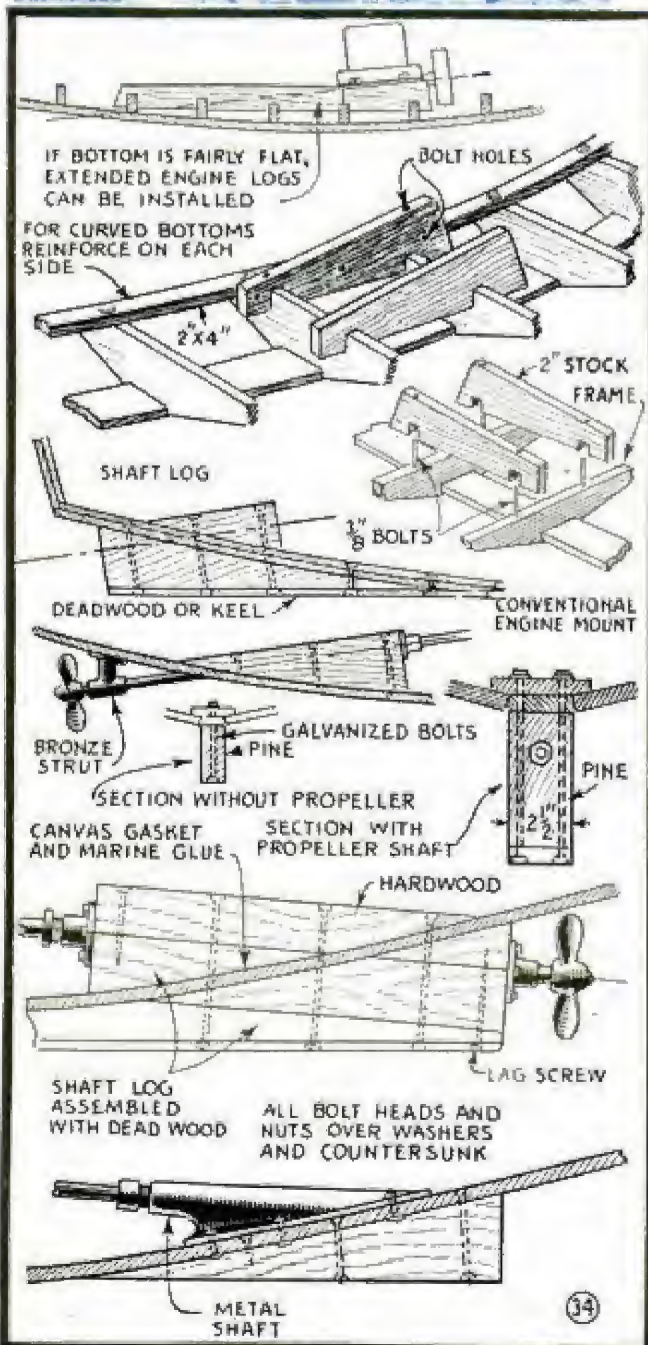 IF BOTTOM IS FAIRLY FLAT,
EXTENDED ENGINE LOGS
CAN BE INSTALLED
BOLT HOLES
FOR CURVED BOTTOMS
REINFORCE ON EACH
SIDE
2"X4"
2" STOCK
FRAME
SHAFT LOG
BOLTS
DEADWOOD OR KEEL
CONVENTIONAL
ENGINE MOUNT
BRONZE
STRUT
GALVANIZED BOLTS
PINE
SECTION WITHOUT PROPELLER
PINE
2 1/2"
SECTION WITH
PROPELLER SHAFT
CANVAS GASKET
AND MARINE GLUE
HARDWOOD
LAG SCREW
SHAFT LOG
ASSEMBLED
WITH DEAD WOOD
ALL BOLT HEADS AND
NUTS OVER WASHERS
AND COUNTERSUNK
METAL
SHAFT
34